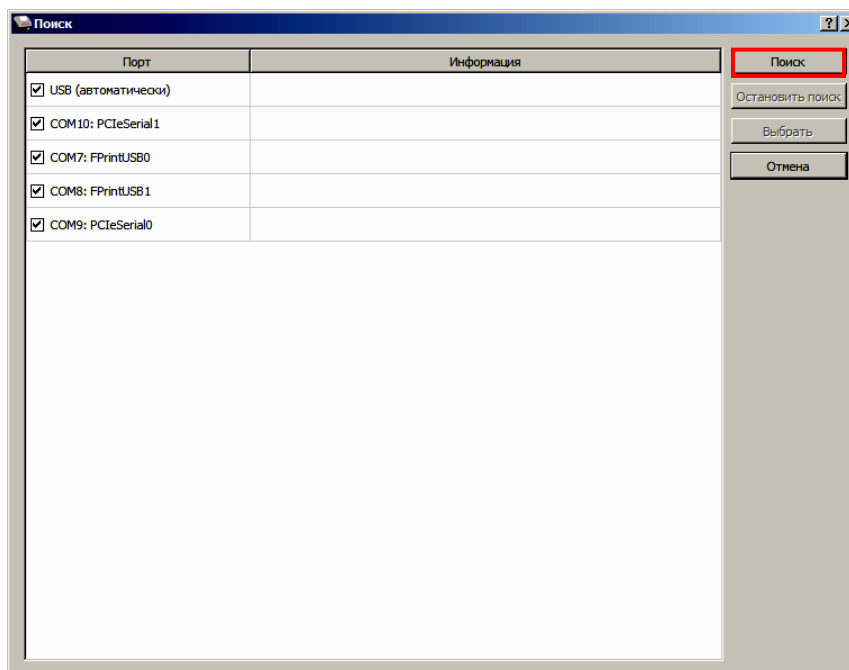 Поиск
Порт Информация
Поиск
USB (автоматически)
Остановить поиск
COM10: PCIeSerial1
Выбрать
COM7: FPrintUSB0
Отмена
COM8: FPrintUSB1
COM9: PCIeSerial0